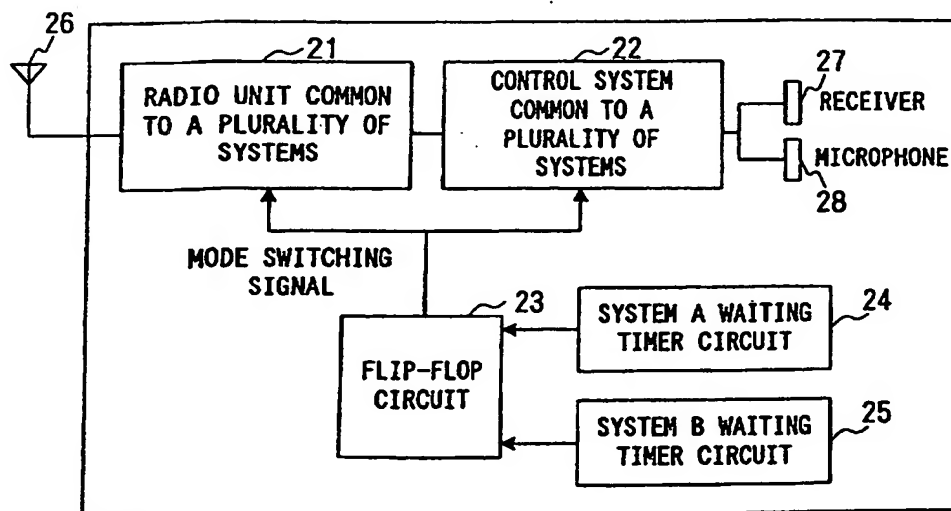 26
21
22
27
RADIO UNIT COMMON
TO A PLURALITY OF
SYSTEMS
CONTROL SYSTEM
COMMON TO A
PLURALITY OF
SYSTEMS
RECEIVER
MICROPHONE
28
MODE SWITCHING
SIGNAL
23
FLIP-FLOP
CIRCUIT
SYSTEM A WAITING
TIMER CIRCUIT
24
SYSTEM B WAITING
TIMER CIRCUIT
25